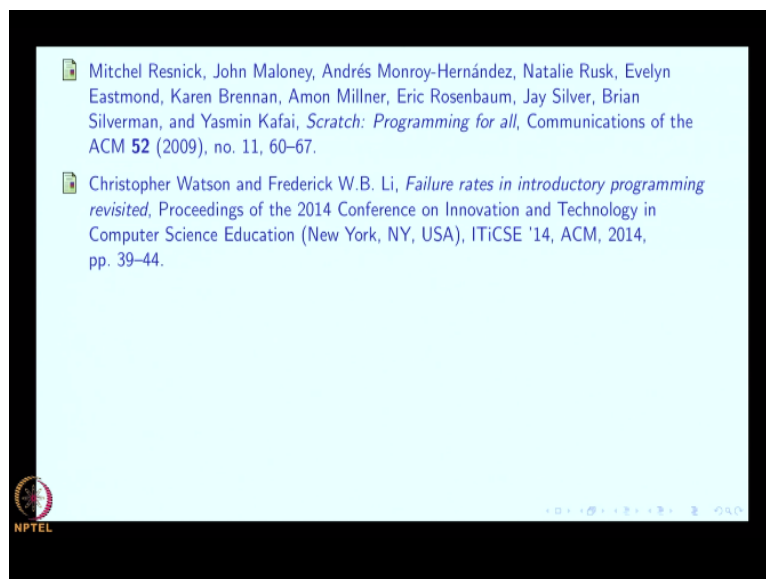 Mitchel Resnick, John Maloney, Andrés Monroy-Hernández, Natalie Rusk, Evelyn
Eastmond, Karen Brennan, Amon Millner, Eric Rosenbaum, Jay Silver, Brian
Silverman, and Yasmin Kafai, Scratch: Programming for all, Communications of the
ACM 52 (2009), no. 11, 60–67.
Christopher Watson and Frederick W.B. Li, Failure rates in introductory programming
revisited, Proceedings of the 2014 Conference on Innovation and Technology in
Computer Science Education (New York, NY, USA), ITiCSE '14, ACM, 2014,
pp. 39–44.
NPTEL